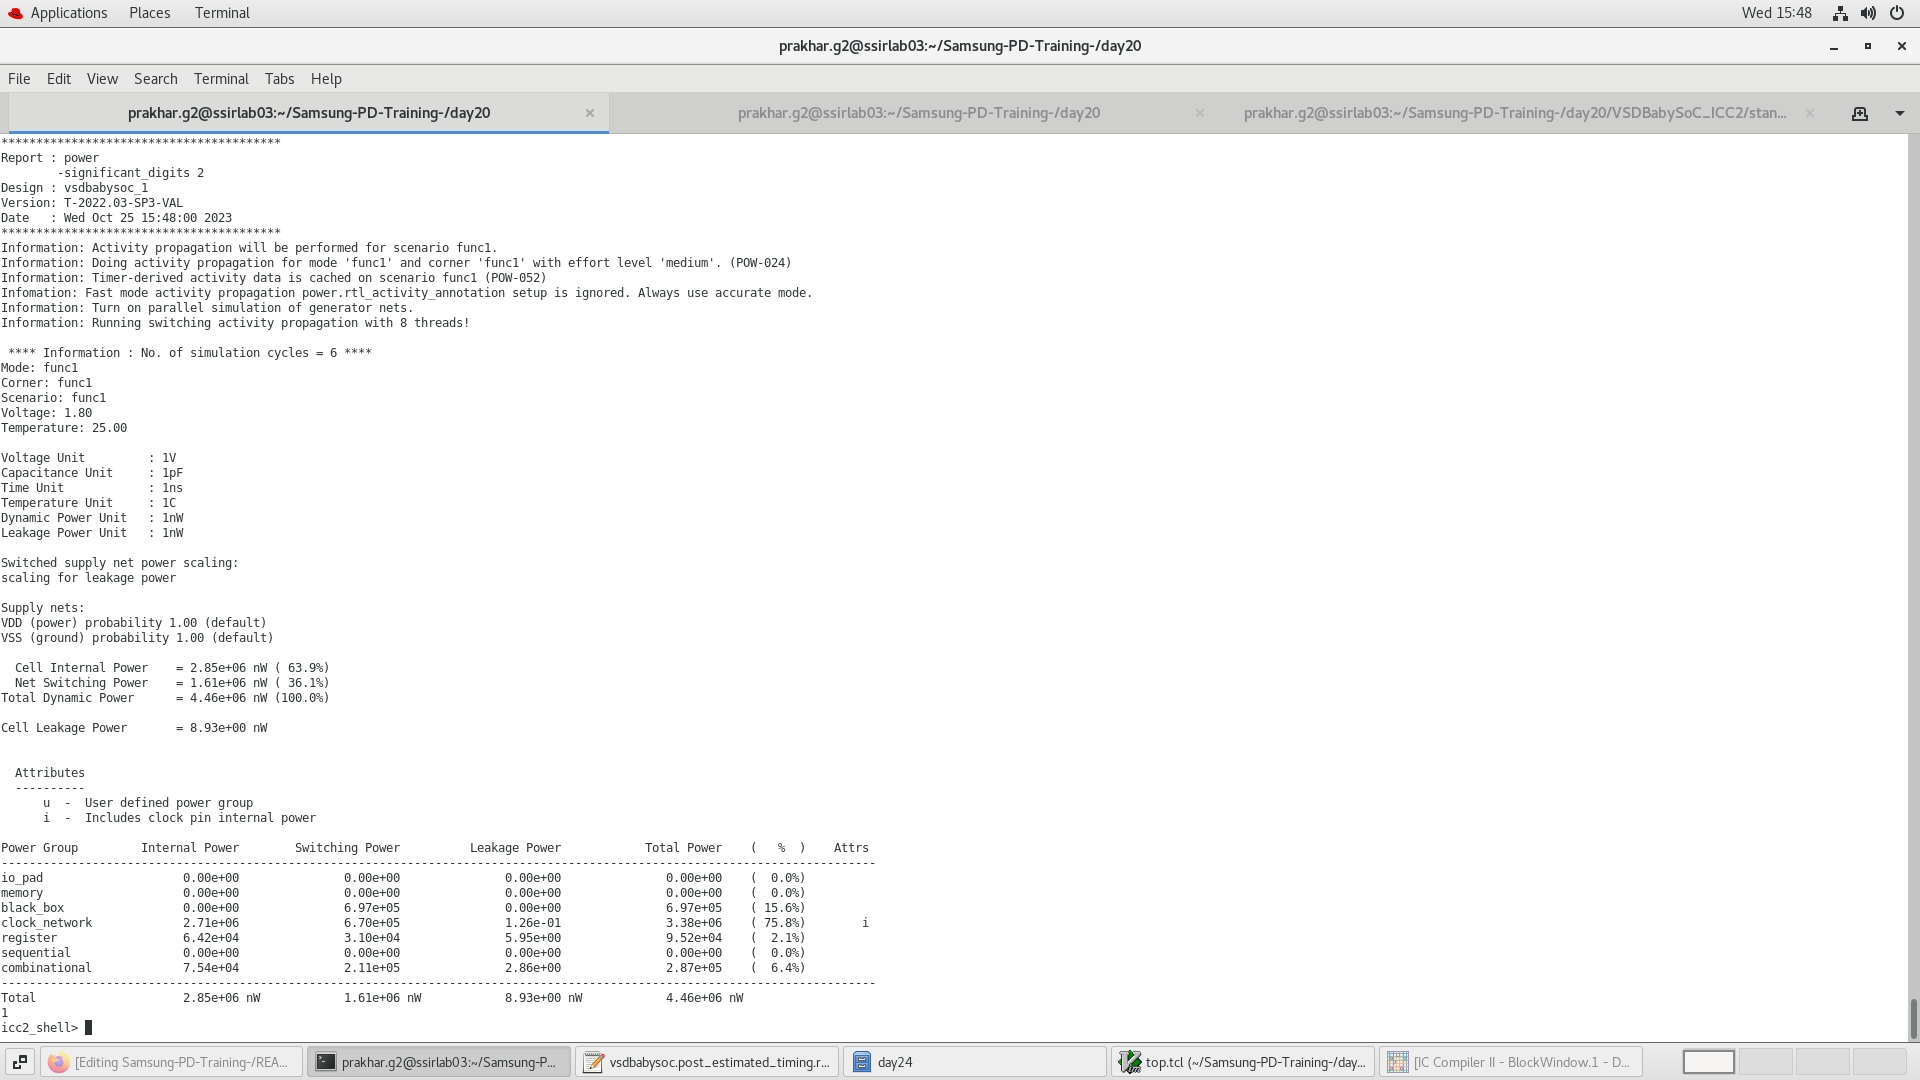 Applications Places Terminal Wed 15:48
prakhar.g2@ssirlab03:~/Samsung-PD-Training-/day20
File Edit View Search Terminal Tabs Help
prakhar.g2@ssirlab03:~/Samsung-PD-Training-/day20 × prakhar.g2@ssirlab03:~/Samsung-PD-Training-/day20 × prakhar.g2@ssirlab03:~/Samsung-PD-Training-/day20/VSDBabySoC_ICC2/stan... ×
****************************************
Report : power
        -significant_digits 2
Design : vsdbabysoc_1
Version: T-2022.03-SP3-VAL
Date   : Wed Oct 25 15:48:00 2023
****************************************
Information: Activity propagation will be performed for scenario func1.
Information: Doing activity propagation for mode 'func1' and corner 'func1' with effort level 'medium'. (POW-024)
Information: Timer-derived activity data is cached on scenario func1 (POW-052)
Infomation: Fast mode activity propagation power.rtl_activity_annotation setup is ignored. Always use accurate mode.
Information: Turn on parallel simulation of generator nets.
Information: Running switching activity propagation with 8 threads!
 **** Information : No. of simulation cycles = 6 ****
Mode: func1
Corner: func1
Scenario: func1
Voltage: 1.80
Temperature: 25.00
Voltage Unit         : 1V
Capacitance Unit     : 1pF
Time Unit            : 1ns
Temperature Unit     : 1C
Dynamic Power Unit   : 1nW
Leakage Power Unit   : 1nW
Switched supply net power scaling:
scaling for leakage power
Supply nets:
VDD (power) probability 1.00 (default)
VSS (ground) probability 1.00 (default)
  Cell Internal Power    = 2.85e+06 nW ( 63.9%)
  Net Switching Power    = 1.61e+06 nW ( 36.1%)
Total Dynamic Power      = 4.46e+06 nW (100.0%)
Cell Leakage Power       = 8.93e+00 nW
  Attributes
  ----------
      u  -  User defined power group
      i  -  Includes clock pin internal power
Power Group         Internal Power        Switching Power          Leakage Power            Total Power    (   %  )    Attrs
-----------------------------------------------------------------------------------------------------------------------------
io_pad                    0.00e+00               0.00e+00               0.00e+00               0.00e+00    (  0.0%)
memory                    0.00e+00               0.00e+00               0.00e+00               0.00e+00    (  0.0%)
black_box                 0.00e+00               6.97e+05               0.00e+00               6.97e+05    ( 15.6%)
clock_network             2.71e+06               6.70e+05               1.26e-01               3.38e+06    ( 75.8%)        i
register                  6.42e+04               3.10e+04               5.95e+00               9.52e+04    (  2.1%)
sequential                0.00e+00               0.00e+00               0.00e+00               0.00e+00    (  0.0%)
combinational             7.54e+04               2.11e+05               2.86e+00               2.87e+05    (  6.4%)
-----------------------------------------------------------------------------------------------------------------------------
Total                     2.85e+06 nW            1.61e+06 nW            8.93e+00 nW            4.46e+06 nW
1
icc2_shell>
[Editing Samsung-PD-Training-/REA... prakhar.g2@ssirlab03:~/Samsung-P... vsdbabysoc.post_estimated_timing.r... day24 top.tcl (~/Samsung-PD-Training-/day... [IC Compiler II - BlockWindow.1 - D...